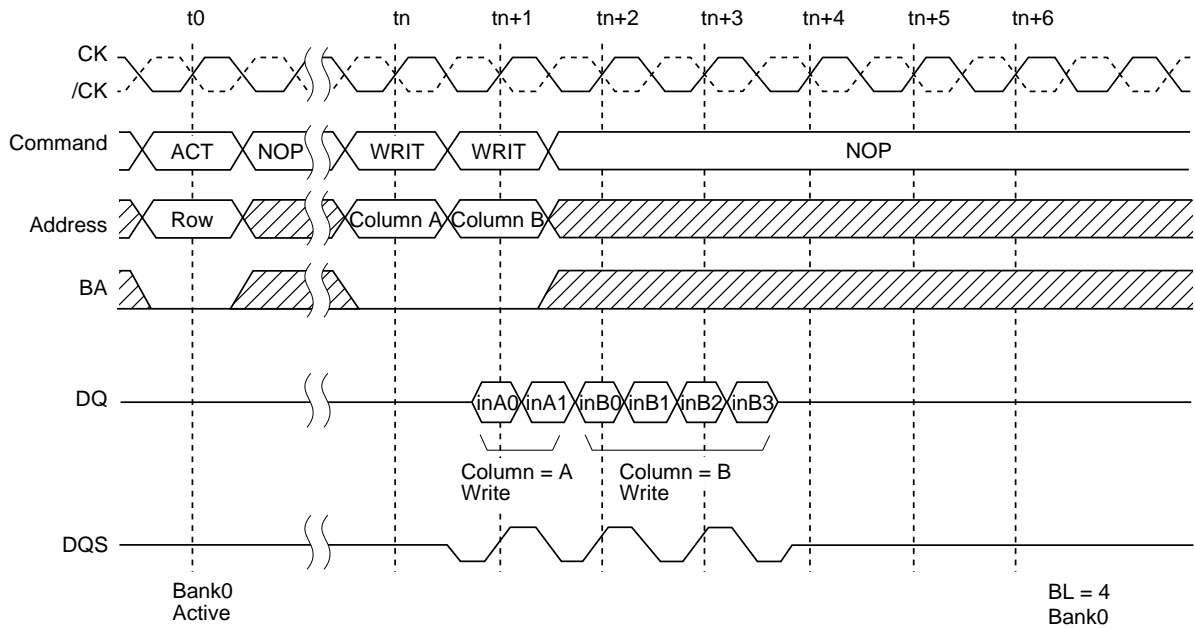 t0 tn tn+1 tn+2 tn+3 tn+4 tn+5 tn+6
CK
/CK
Command ACT NOP WRIT WRIT NOP
Address Row Column A Column B
BA
DQ inA0 inA1 inB0 inB1 inB2 inB3
Column = A Column = B
Write Write
DQS
Bank0 BL = 4
Active Bank0